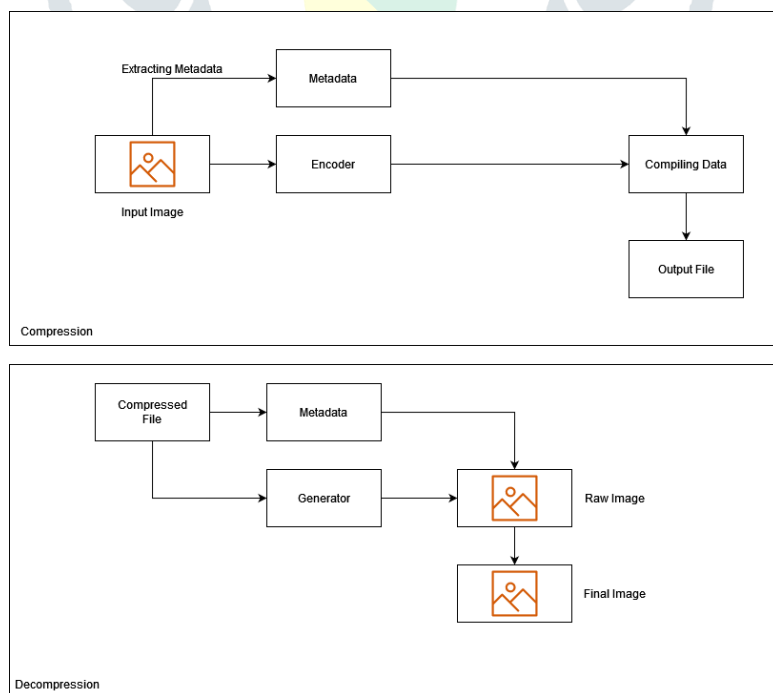 Extracting Metadata
Metadata
Encoder
Compiling Data
Input Image
Output File
Compression
Compressed
File
Metadata
Generator
Raw Image
Final Image
Decompression